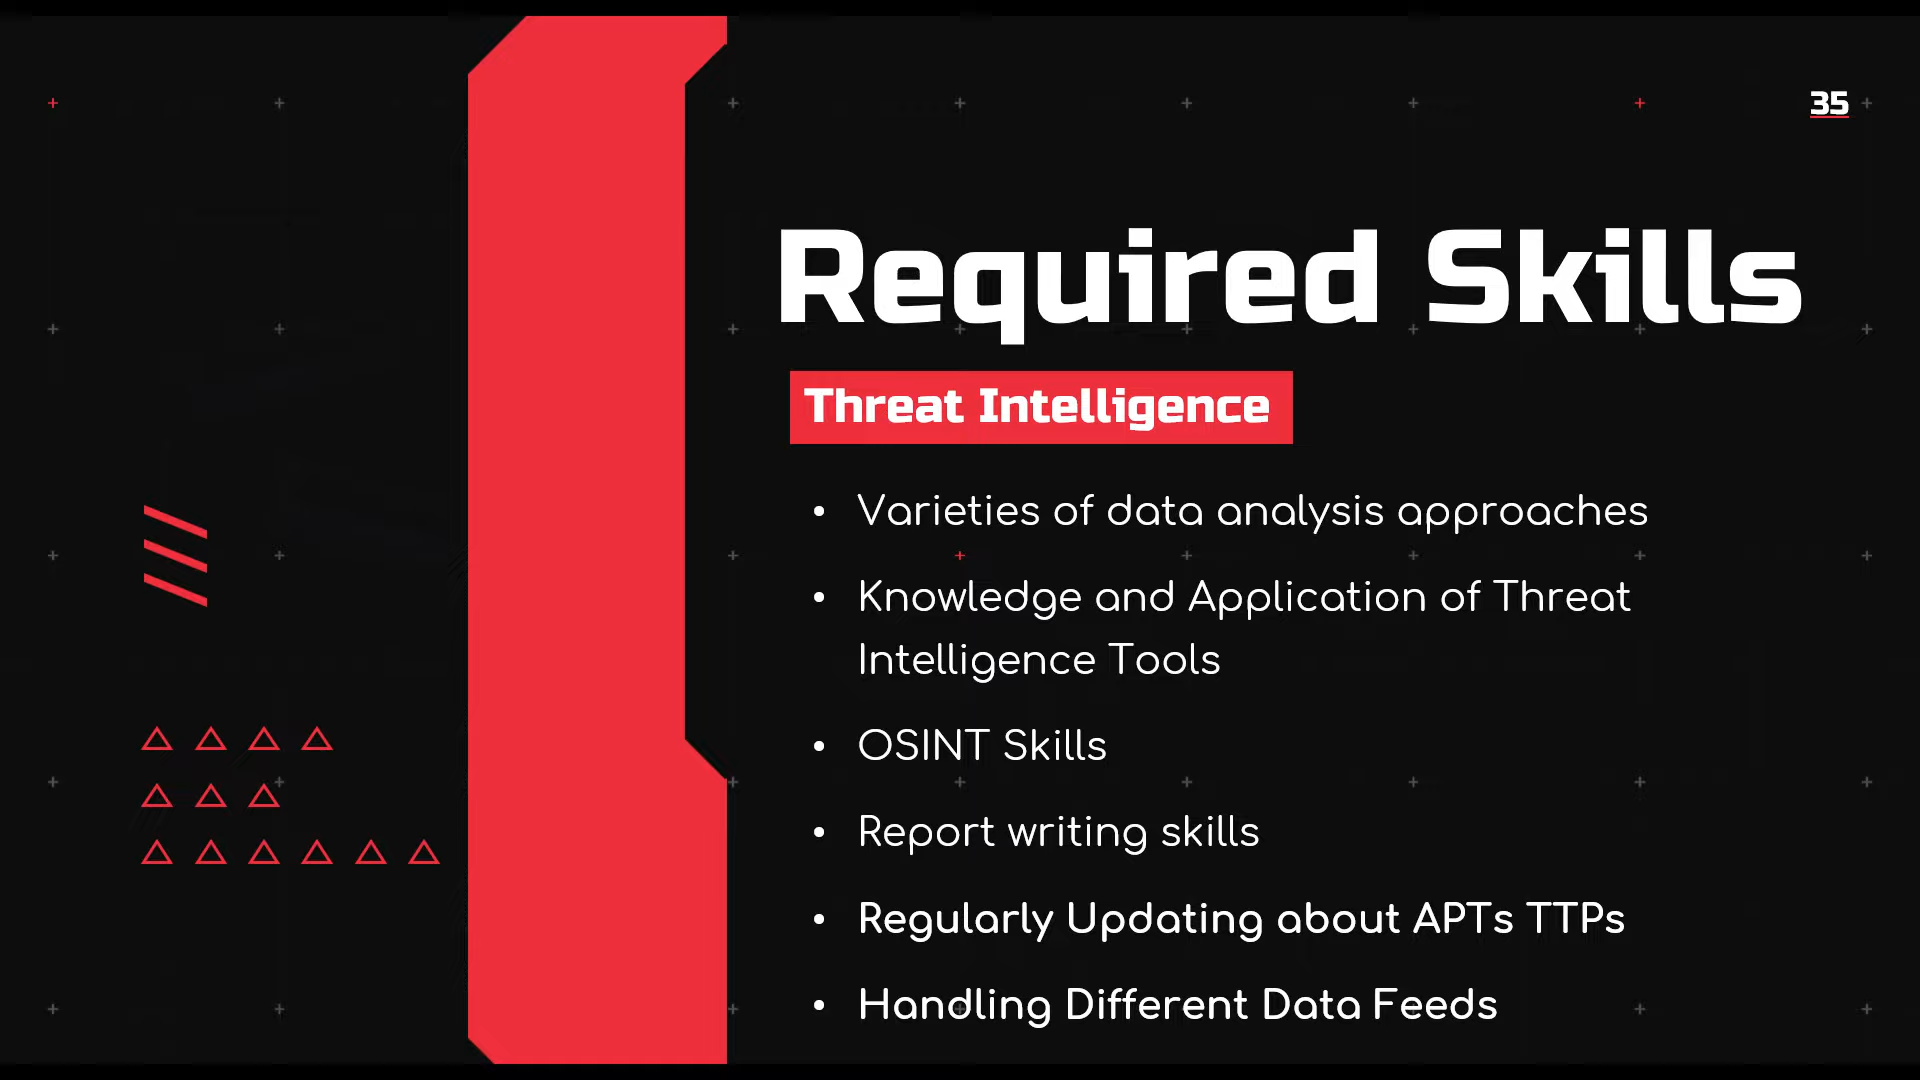 35
Required Skills
Threat Intelligence
• Varieties of data analysis approaches
• Knowledge and Application of Threat
Intelligence Tools
• OSINT Skills
• Report writing skills
• Regularly Updating about APTs TTPs
• Handling Different Data Feeds